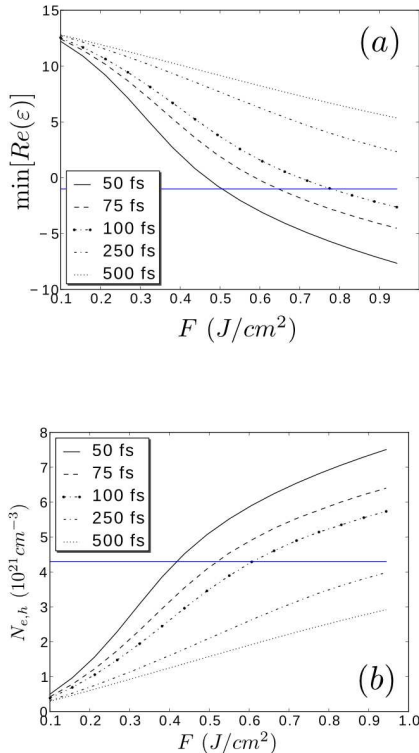 15
10
5
0
−5
−10
min[Re(ε)]
(a)
50 fs
75 fs
100 fs
250 fs
500 fs
0.1 0.2 0.3 0.4 0.5 0.6 0.7 0.8 0.9
F (J/cm²)
8
7
6
5
4
3
2
1
0
N_{e,h} (10²¹cm⁻³)
50 fs
75 fs
100 fs
250 fs
500 fs
(b)
0.1 0.2 0.3 0.4 0.5 0.6 0.7 0.8 0.9 1.0
F (J/cm²)